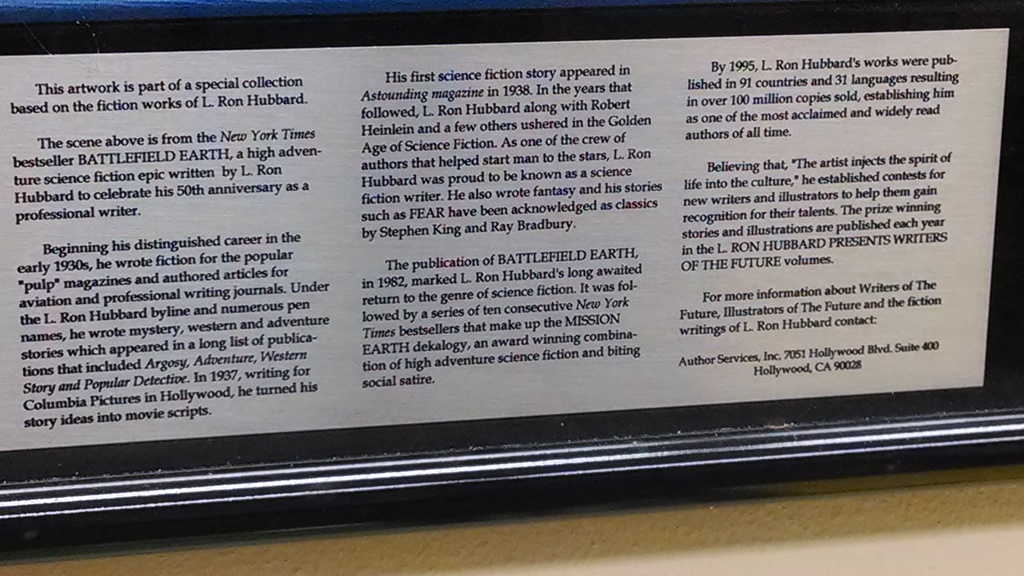 This artwork is part of a special collection
based on the fiction works of L. Ron Hubbard.
The scene above is from the New York Times
bestseller BATTLEFIELD EARTH, a high adven-
ture science fiction epic written by L. Ron
Hubbard to celebrate his 50th anniversary as a
professional writer.
Beginning his distinguished career in the
early 1930s, he wrote fiction for the popular
"pulp" magazines and authored articles for
aviation and professional writing journals. Under
the L. Ron Hubbard byline and numerous pen
names, he wrote mystery, western and adventure
stories which appeared in a long list of publica-
tions that included Argosy, Adventure, Western
Story and Popular Detective. In 1937, writing for
Columbia Pictures in Hollywood, he turned his
story ideas into movie scripts.
His first science fiction story appeared in
Astounding magazine in 1938. In the years that
followed, L. Ron Hubbard along with Robert
Heinlein and a few others ushered in the Golden
Age of Science Fiction. As one of the crew of
authors that helped start man to the stars, L. Ron
Hubbard was proud to be known as a science
fiction writer. He also wrote fantasy and his stories
such as FEAR have been acknowledged as classics
by Stephen King and Ray Bradbury.
The publication of BATTLEFIELD EARTH,
in 1982, marked L. Ron Hubbard's long awaited
return to the genre of science fiction. It was fol-
lowed by a series of ten consecutive New York
Times bestsellers that make up the MISSION
EARTH dekalogy, an award winning combina-
tion of high adventure science fiction and biting
social satire.
By 1995, L. Ron Hubbard's works were pub-
lished in 91 countries and 31 languages resulting
in over 100 million copies sold, establishing him
as one of the most acclaimed and widely read
authors of all time.
Believing that, "The artist injects the spirit of
life into the culture," he established contests for
new writers and illustrators to help them gain
recognition for their talents. The prize winning
stories and illustrations are published each year
in the L. RON HUBBARD PRESENTS WRITERS
OF THE FUTURE volumes.
For more information about Writers of The
Future, Illustrators of The Future and the fiction
writings of L. Ron Hubbard contact:
Author Services, Inc. 7051 Hollywood Blvd. Suite 400
Hollywood, CA 90028